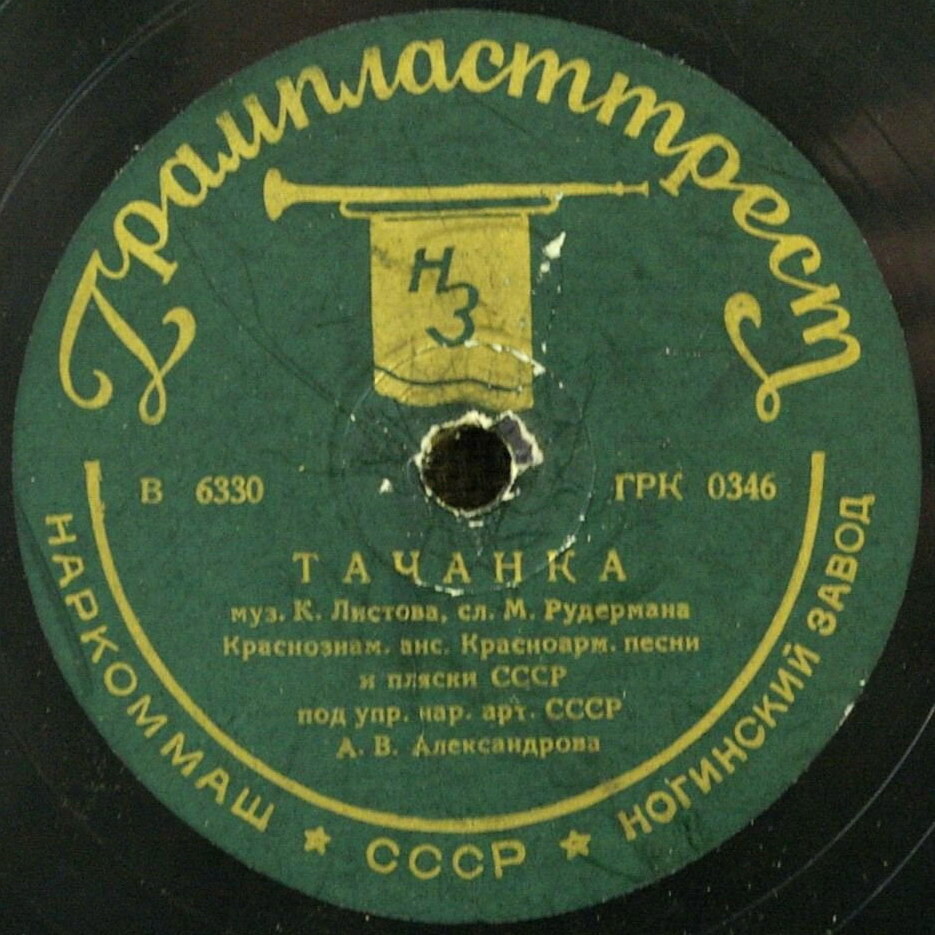 Грампласттрест
НЗ
В 6330
ГРК 0346
ТАЧАНКА
муз. К. Листова, сл. М. Рудермана
Краснознам. анс. Красноарм. песни
и пляски СССР
под упр. нар. арт. СССР
А. В. Александрова
НАРКОММАШ ★ СССР ★ НОГИНСКИЙ ЗАВОД